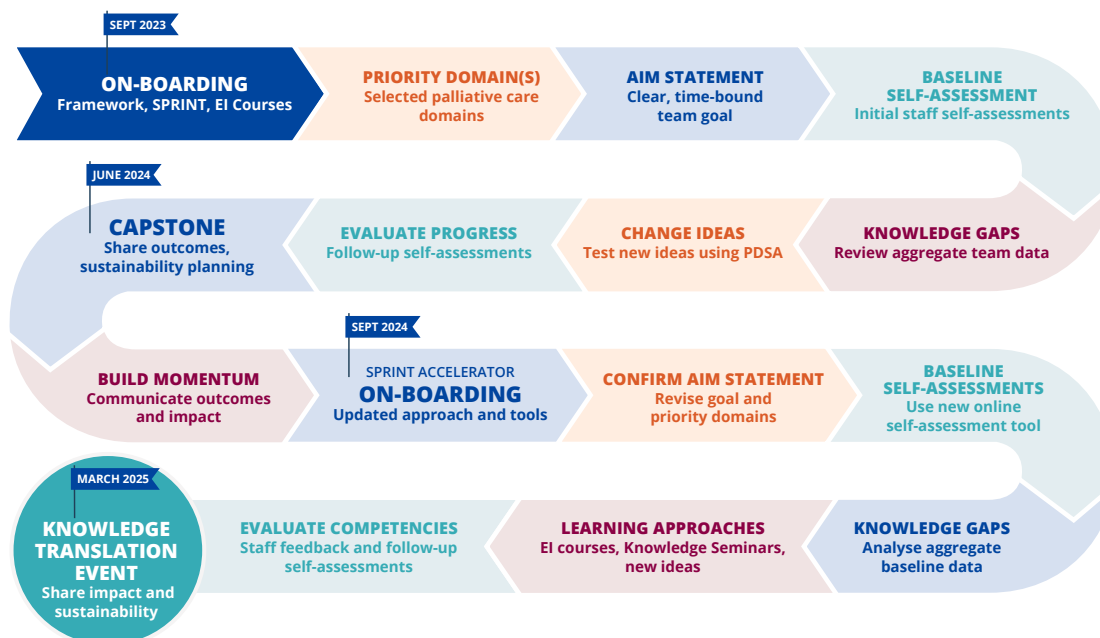 SEPT 2023
ON-BOARDING
Framework, SPRINT, EI Courses
PRIORITY DOMAIN(S)
Selected palliative care
domains
AIM STATEMENT
Clear, time-bound
team goal
BASELINE
SELF-ASSESSMENT
Initial staff self-assessments
KNOWLEDGE GAPS
Review aggregate team data
CHANGE IDEAS
Test new ideas using PDSA
EVALUATE PROGRESS
Follow-up self-assessments
JUNE 2024
CAPSTONE
Share outcomes,
sustainability planning
BUILD MOMENTUM
Communicate outcomes
and impact
SEPT 2024
SPRINT ACCELERATOR
ON-BOARDING
Updated approach and tools
CONFIRM AIM STATEMENT
Revise goal and
priority domains
BASELINE
SELF-ASSESSMENTS
Use new online
self-assessment tool
KNOWLEDGE GAPS
Analyse aggregate
baseline data
LEARNING APPROACHES
EI courses, Knowledge Seminars,
new ideas
EVALUATE COMPETENCIES
Staff feedback and follow-up
self-assessments
MARCH 2025
KNOWLEDGE
TRANSLATION
EVENT
Share impact and
sustainability